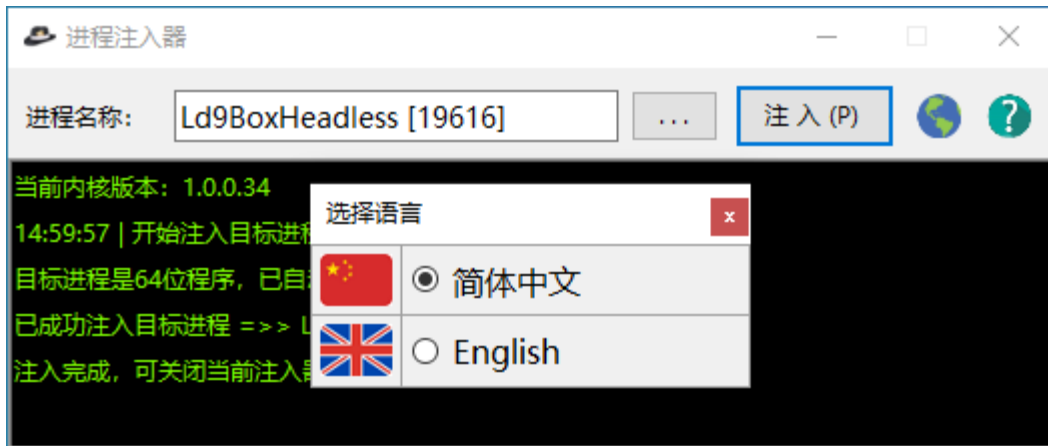 进程注入器
进程名称: Ld9BoxHeadless [19616] ... 注 入 (P)
当前内核版本: 1.0.0.34
14:59:57 | 开始注入目标进
目标进程是64位程序, 已自
已成功注入目标进程 =>> L
注入完成, 可关闭当前注入
选择语言
简体中文
English